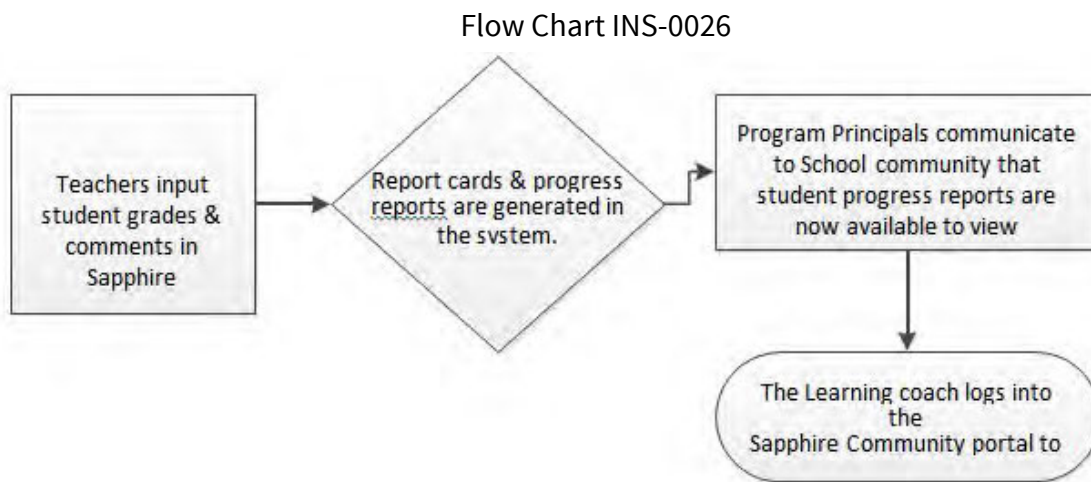 Flow Chart INS-0026
Teachers input
student grades &
comments in
Sapphire
Report cards & progress
reports are generated in
the system.
Program Principals communicate
to School community that
student progress reports are
now available to view
The Learning coach logs into
the
Sapphire Community portal to